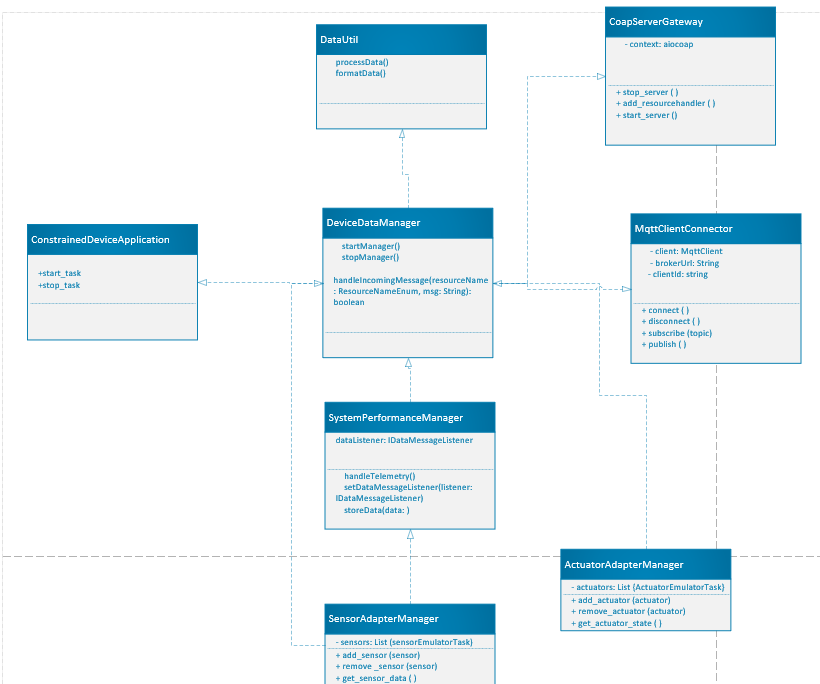 CoapServerGateway
- context: aiocoap
+ stop_server ( )
+ add_resourcehandler ( )
+ start_server ()
DataUtil
processData()
formatData()
DeviceDataManager
startManager()
stopManager()
handleIncomingMessage(resourceName
: ResourceNameEnum, msg: String):
boolean
ConstrainedDeviceApplication
+start_task
+stop_task
MqttClientConnector
- client: MqttClient
- brokerUrl: String
- clientId: string
+ connect ( )
+ disconnect ( )
+ subscribe (topic)
+ publish ( )
SystemPerformanceManager
dataListener: IDataMessageListener
handleTelemetry()
setDataMessageListener(listener:
IDataMessageListener)
storeData(data: )
ActuatorAdapterManager
- actuators: List (ActuatorEmulatorTask)
+ add_actuator (actuator)
+ remove_actuator (actuator)
+ get_actuator_state ( )
SensorAdapterManager
- sensors: List (sensorEmulatorTask)
+ add_sensor (sensor)
+ remove _sensor (sensor)
+ get_sensor_data ( )